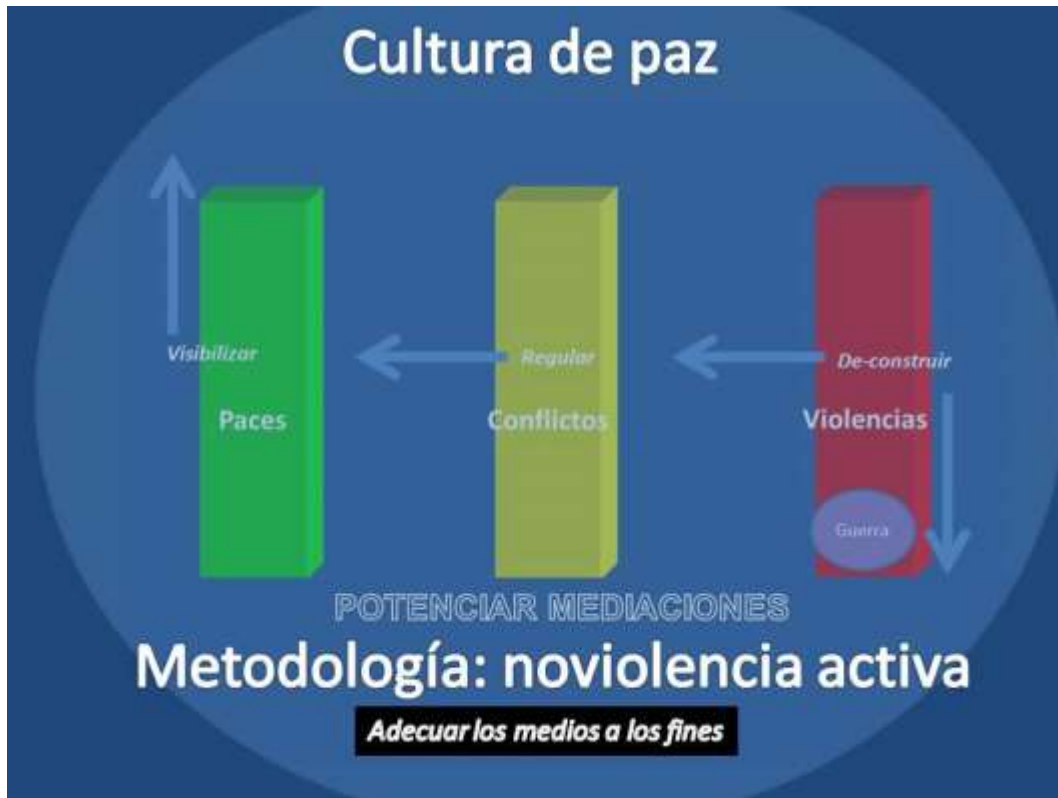 Cultura de paz
Visibilizar
Regular
De-construir
Paces
Conflictos
Violencias
Guerra
POTENCIAR MEDIACIONES
Metodología: noviolencia activa
Adecuar los medios a los fines